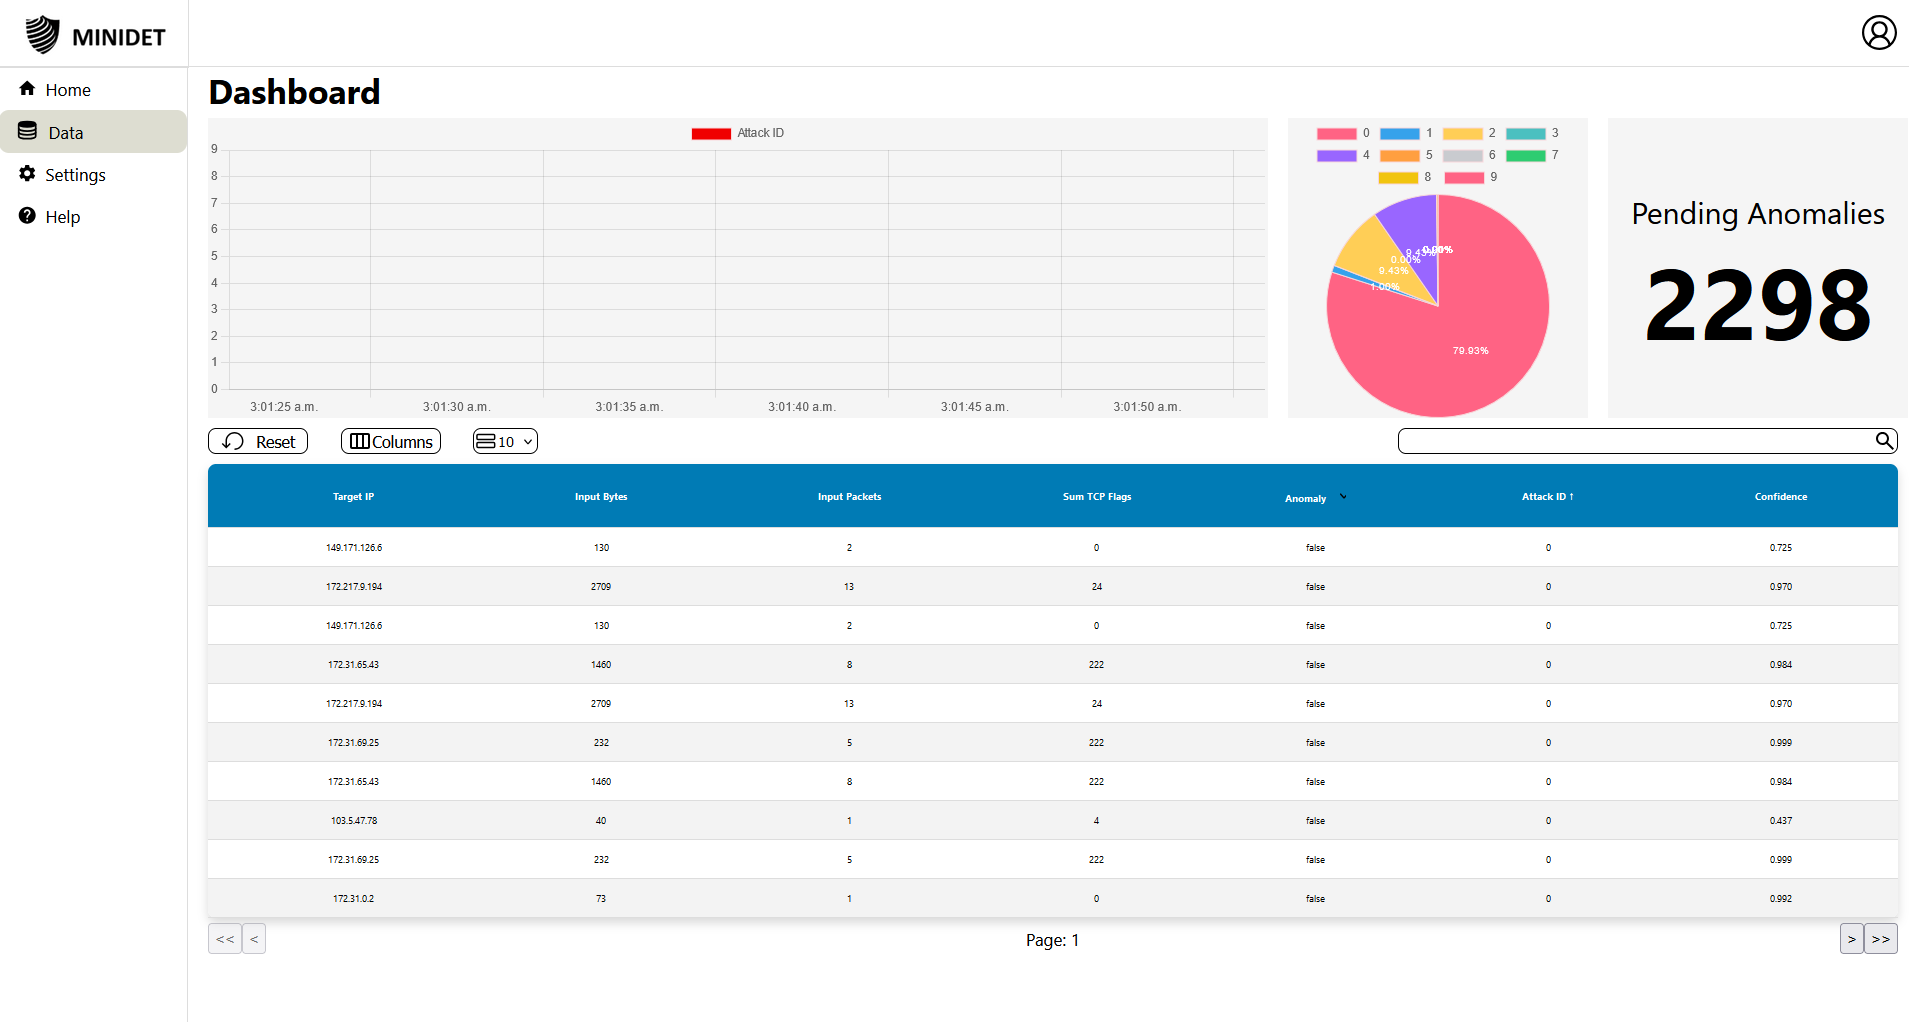 MINIDET
Home
Data
Settings
Help
Dashboard
Attack ID
9
8
7
6
5
4
3
2
1
0
3:01:25 a.m. 3:01:30 a.m. 3:01:35 a.m. 3:01:40 a.m. 3:01:45 a.m. 3:01:50 a.m.
0 1 2 3
4 5 6 7
8 9
9.43% 0.00%
0.00%
9.43%
1.00%
79.93%
Pending Anomalies
2298
Reset Columns 10
Target IP Input Bytes Input Packets Sum TCP Flags Anomaly Attack ID ↑ Confidence
149.171.126.6 130 2 0 false 0 0.725
172.217.9.194 2709 13 24 false 0 0.970
149.171.126.6 130 2 0 false 0 0.725
172.31.65.43 1460 8 222 false 0 0.984
172.217.9.194 2709 13 24 false 0 0.970
172.31.69.25 232 5 222 false 0 0.999
172.31.65.43 1460 8 222 false 0 0.984
103.5.47.78 40 1 4 false 0 0.437
172.31.69.25 232 5 222 false 0 0.999
172.31.0.2 73 1 0 false 0 0.992
<< < Page: 1 > >>